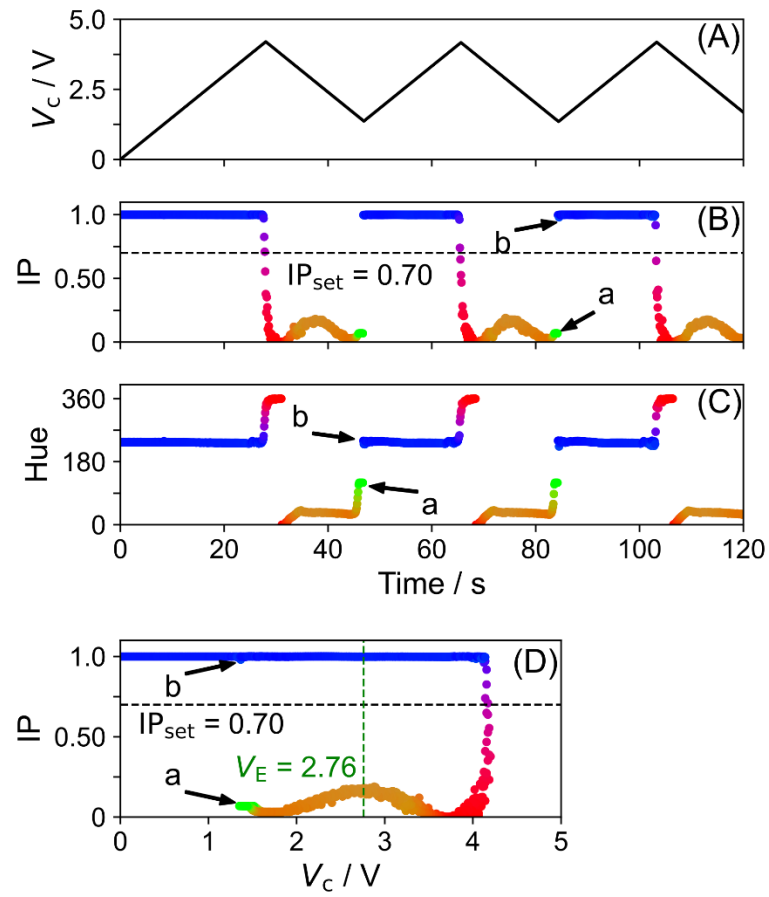 (A)
5.0
2.5
0
V_c / V
(B)
1.0
0.50
0
IP
b
IP_set = 0.70
a
(C)
360
180
0
Hue
b
a
0 20 40 60 80 100 120
Time / s
(D)
1.0
0.50
0
IP
b
IP_set = 0.70
V_E = 2.76
a
0 1 2 3 4 5
V_c / V